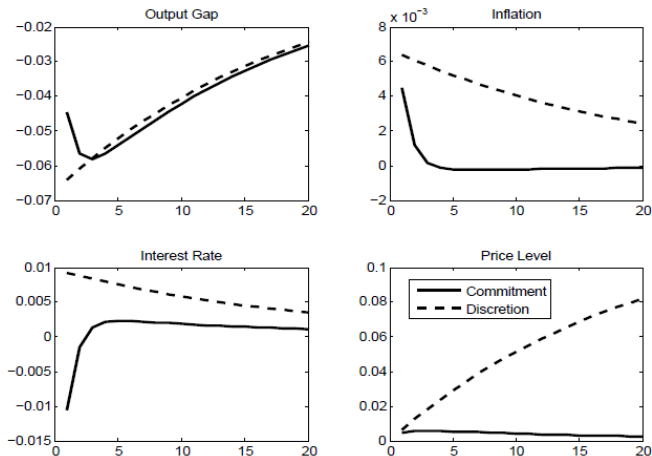 Output Gap
−0.02
−0.03
−0.04
−0.05
−0.06
−0.07
0 5 10 15 20
Inflation
x 10⁻³
8
6
4
2
0
−2
0 5 10 15 20
Interest Rate
0.01
0.005
0
−0.005
−0.01
−0.015
0 5 10 15 20
Price Level
0.1
0.08
0.06
0.04
0.02
0
0 5 10 15 20
Commitment
Discretion